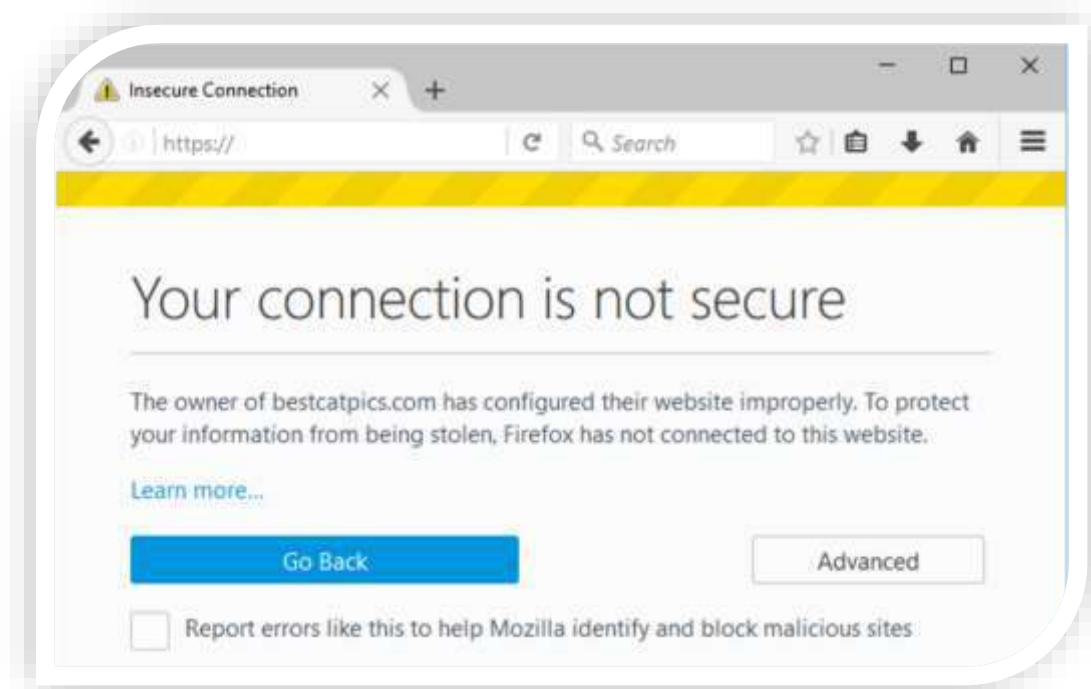 Insecure Connection
https://
Search
Your connection is not secure
The owner of bestcatpics.com has configured their website improperly. To protect
your information from being stolen, Firefox has not connected to this website.
Learn more...
Go Back
Advanced
Report errors like this to help Mozilla identify and block malicious sites